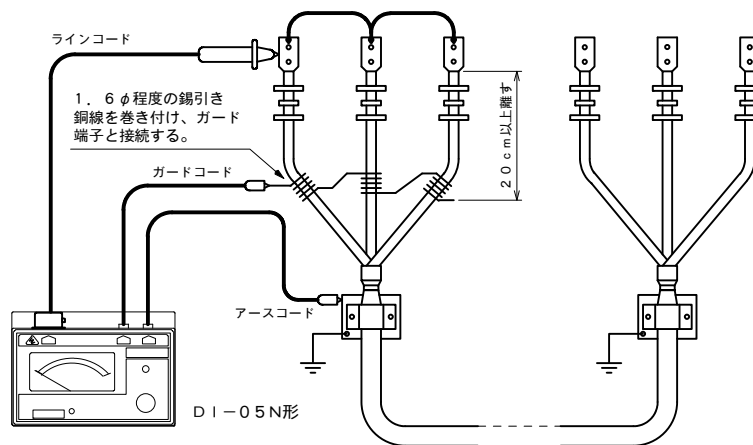 ラインコード
１．６φ程度の錫引き
銅線を巻き付け、ガード
端子と接続する。
ガードコード
２０ｃｍ以上離す
アースコード
ＤＩ－０５Ｎ形